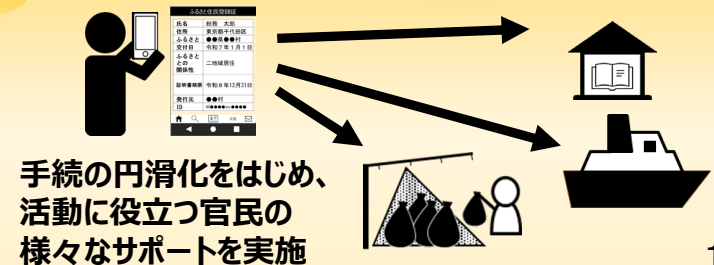 ふるさと住民登録証
氏名 総務 太郎
住所 東京都千代田区
ふるさと ●●県●●村
交付日 令和7年1月1日
ふるさと
との
関係性
二地域居住
証明書期限 令和8年12月31日
発行元 ●●村
ID
手続の円滑化をはじめ、
活動に役立つ官民の
様々なサポートを実施